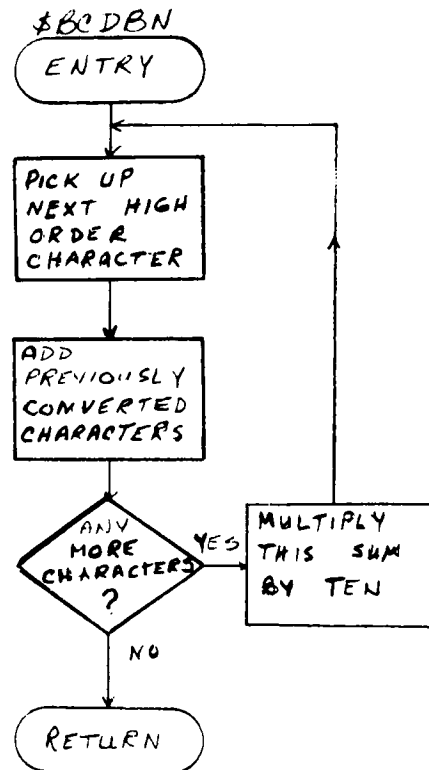 $BCDBN
ENTRY
PICK UP
NEXT HIGH
ORDER
CHARACTER
ADD
PREVIOUSLY
CONVERTED
CHARACTERS
ANY
MORE
CHARACTERS
?
YES
MULTIPLY
THIS SUM
BY TEN
NO
RETURN